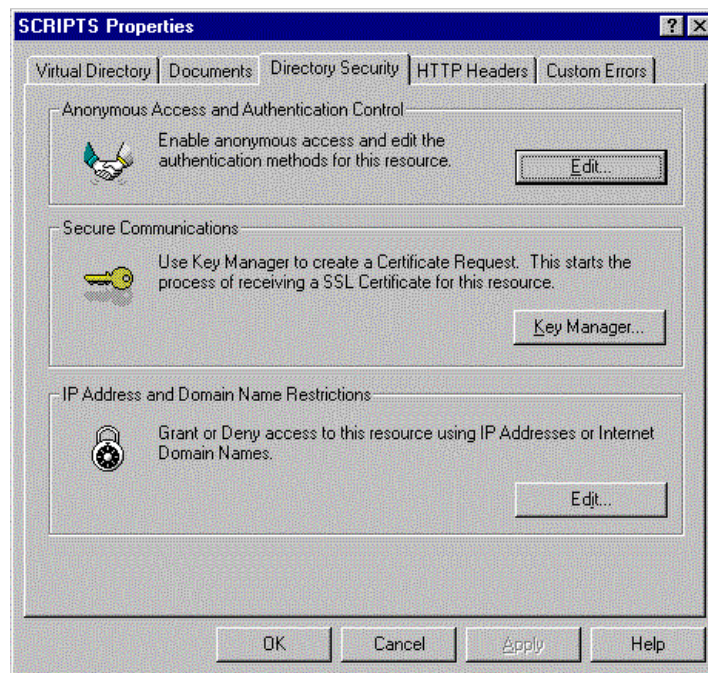 SCRIPTS Properties
Virtual Directory Documents Directory Security HTTP Headers Custom Errors
Anonymous Access and Authentication Control
Enable anonymous access and edit the
authentication methods for this resource.
Edit...
Secure Communications
Use Key Manager to create a Certificate Request. This starts the
process of receiving a SSL Certificate for this resource.
Key Manager...
IP Address and Domain Name Restrictions
Grant or Deny access to this resource using IP Addresses or Internet
Domain Names.
Edit...
OK Cancel Apply Help